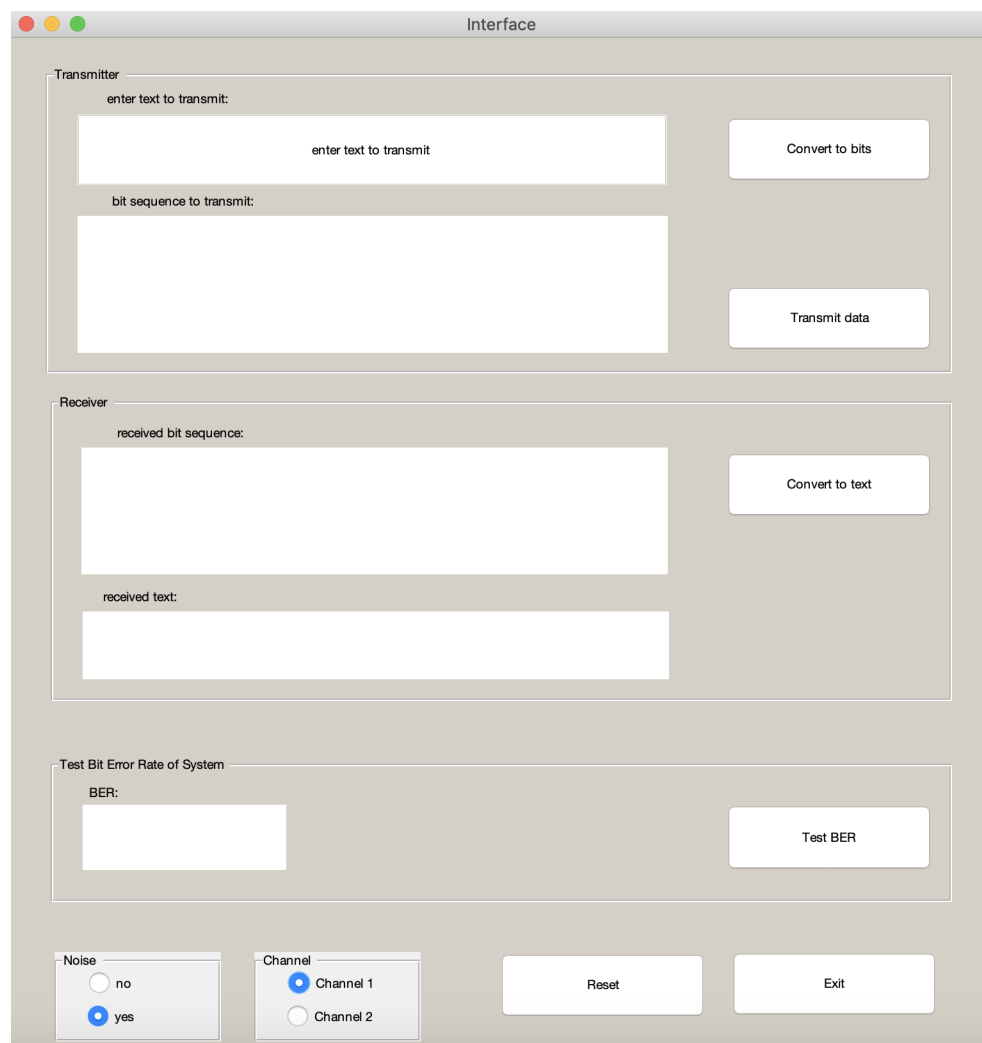 Interface
Transmitter
enter text to transmit:
enter text to transmit
Convert to bits
bit sequence to transmit:
Transmit data
Receiver
received bit sequence:
Convert to text
received text:
Test Bit Error Rate of System
BER:
Test BER
Noise
no
yes
Channel
Channel 1
Channel 2
Reset
Exit